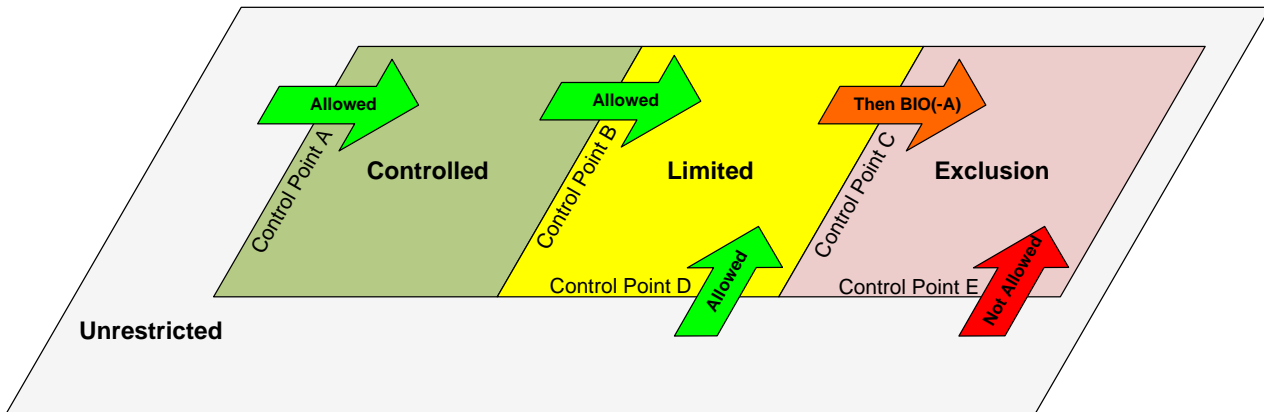 Allowed
Allowed
Then BIO(-A)
Control Point A
Control Point B
Control Point C
Controlled
Limited
Exclusion
Control Point D
Allowed
Control Point E
Not Allowed
Unrestricted